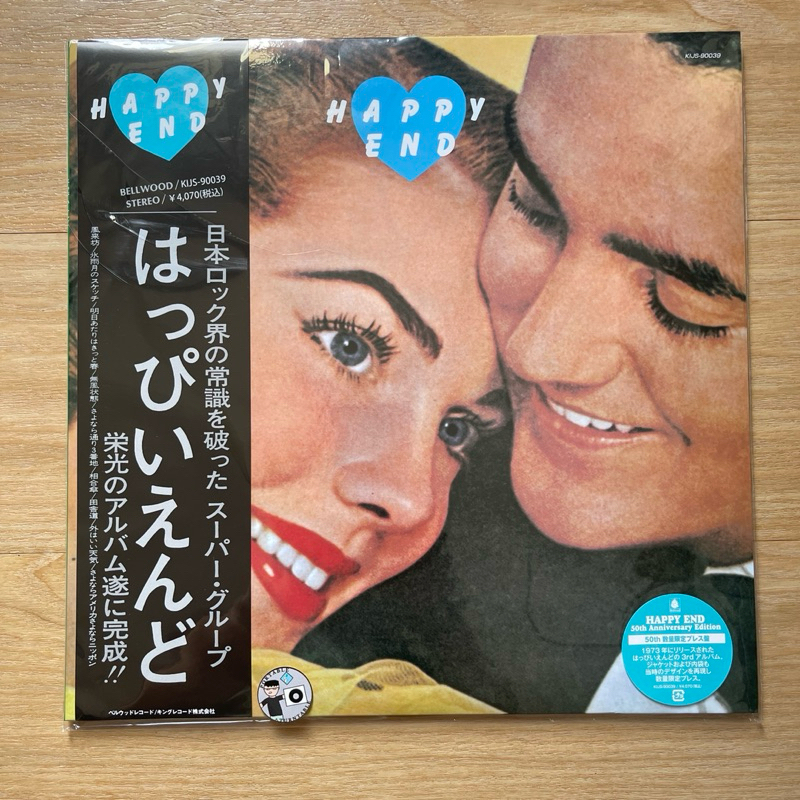 HAPPY
END
BELLWOOD / KIJS-90039
STEREO / ¥4,070(税込)
日本ロック界の常識を破った スーパー・グループ
はっぴいえんど
栄光のアルバム遂に完成!!
風来坊/氷雨月のスケッチ/明日あたりはきっと春/無風状態/さよなら通り3番地/相合傘/田舎道/外はいい天気/さよならアメリカさよならニッポン
ベルウッドレコード/キングレコード株式会社
HAPPY
END
KIJS-90039
HAPPY END
50th Anniversary Edition
50th 数量限定プレス盤
1973年にリリースされた
はっぴいえんどの3rdアルバム。
ジャケットおよび内袋も
当時のデザインを再現し
数量限定プレス。
KIJS-90039 / ¥4,070(税込)